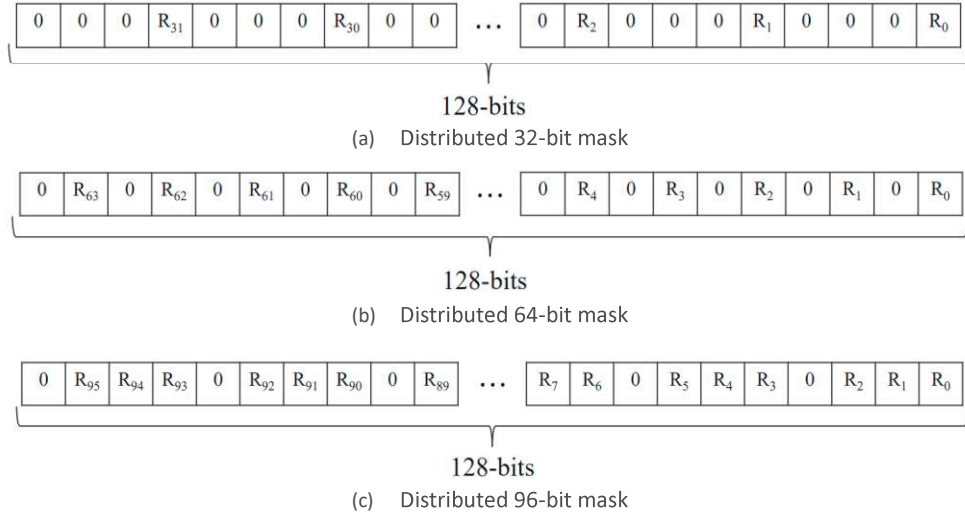 0 0 0 R₃₁ 0 0 0 R₃₀ 0 0 ... 0 R₂ 0 0 0 R₁ 0 0 0 R₀
128-bits
(a) Distributed 32-bit mask
0 R₆₃ 0 R₆₂ 0 R₆₁ 0 R₆₀ 0 R₅₉ ... 0 R₄ 0 R₃ 0 R₂ 0 R₁ 0 R₀
128-bits
(b) Distributed 64-bit mask
0 R₉₅ R₉₄ R₉₃ 0 R₉₂ R₉₁ R₉₀ 0 R₈₉ ... R₇ R₆ 0 R₅ R₄ R₃ 0 R₂ R₁ R₀
128-bits
(c) Distributed 96-bit mask